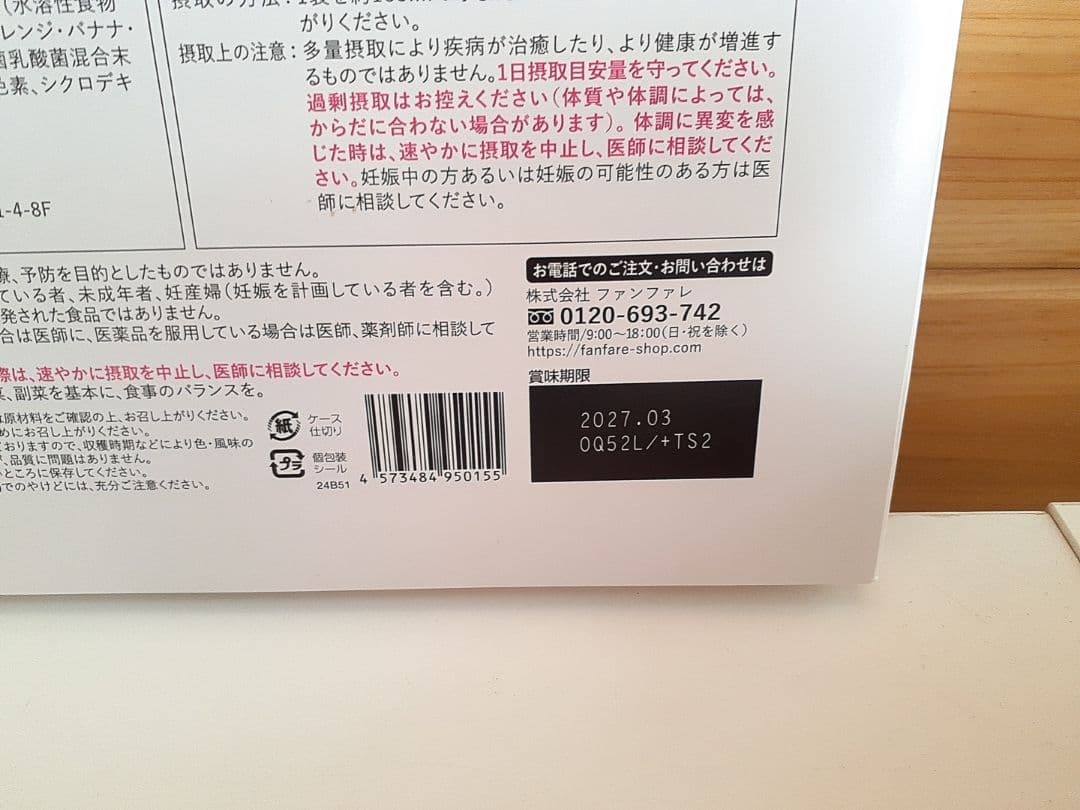 (水溶性食物
レンジ・バナナ・
菌乳酸菌混合末
色素、シクロデキ
1-4-8F
摂取の方法：1袋を約
がりください。
摂取上の注意：多量摂取により疾病が治癒したり、より健康が増進す
るものではありません。1日摂取目安量を守ってください。
過剰摂取はお控えください（体質や体調によっては、
からだに合わない場合があります）。体調に異変を感
じた時は、速やかに摂取を中止し、医師に相談してくだ
さい。妊娠中の方あるいは妊娠の可能性のある方は医
師に相談してください。
療、予防を目的としたものではありません。
ている者、未成年者、妊産婦（妊娠を計画している者を含む。）
発された食品ではありません。
合は医師に、医薬品を服用している場合は医師、薬剤師に相談して
際は、速やかに摂取を中止し、医師に相談してください。
菜、副菜を基本に、食事のバランスを。
は原材料をご確認の上、お召し上がりください。
めにお召し上がりください。
ておりますので、収穫時期などにより色・風味の
、品質に問題はありません。
いところに保存してください。
でのやけどには、充分ご注意ください。
紙
ケース
仕切り
プラ
個包装
シール
24B51
4 573484 950155
お電話でのご注文・お問い合わせは
株式会社 ファンファレ
0120-693-742
営業時間/9:00～18:00（日・祝を除く）
https://fanfare-shop.com
賞味期限
2027.03
0Q52L/+TS2